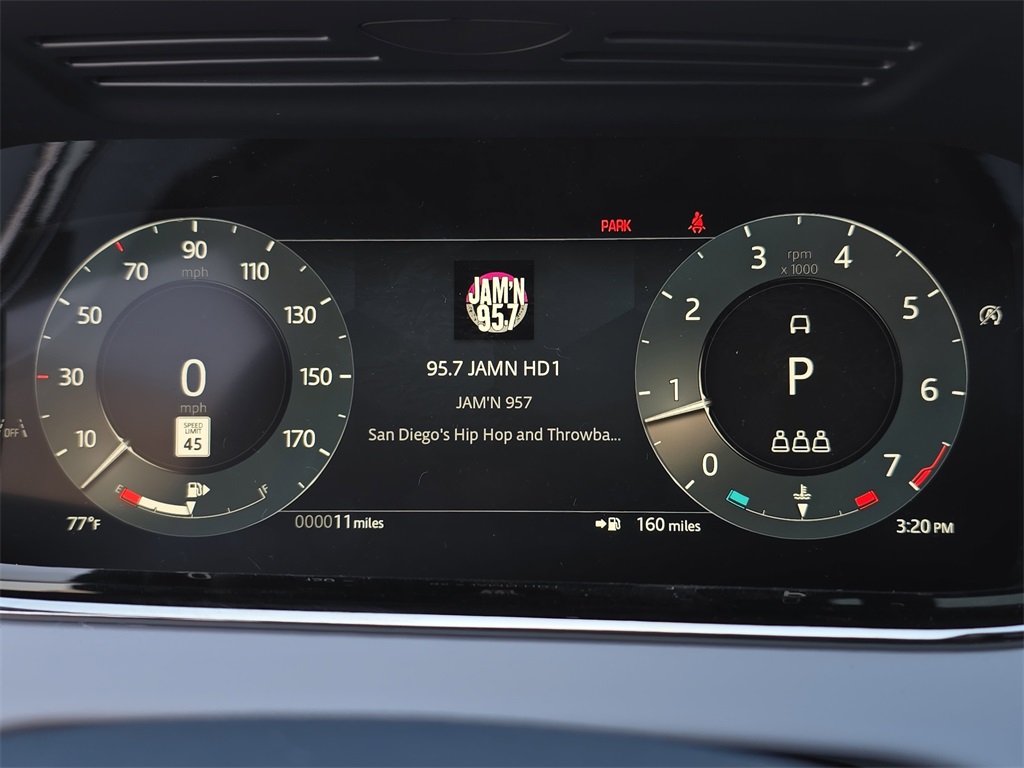 PARK
90
mph
70
110
50
130
30
150
10
170
0
mph
SPEED
LIMIT
45
E
F
77°F
JAM'N
95.7
95.7 JAMN HD1
JAM'N 957
San Diego's Hip Hop and Throwba...
000011 miles
160 miles
rpm
x 1000
3
4
2
5
1
6
0
7
P
OFF
A
3:20 PM